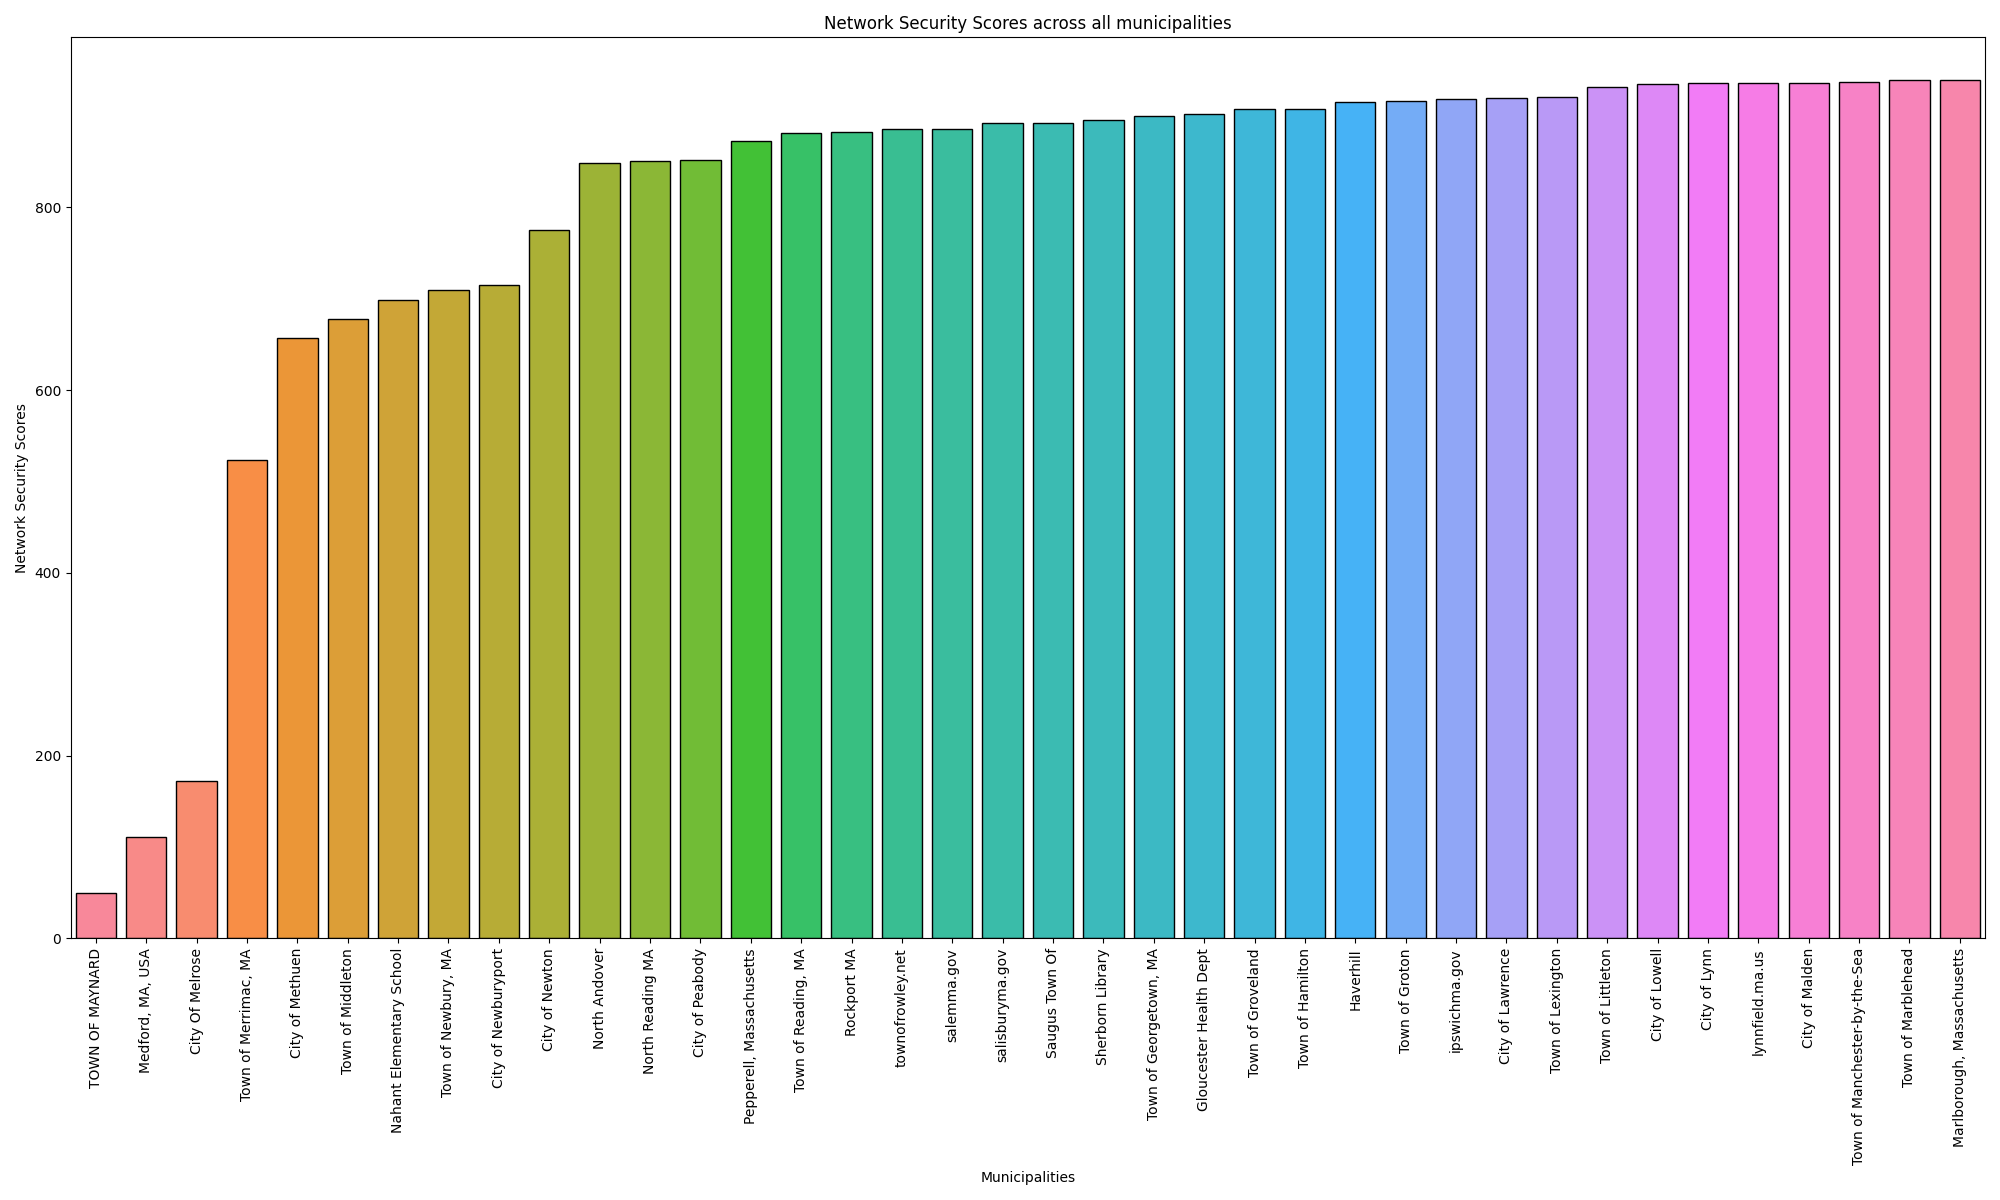 Network Security Scores across all municipalities
Network Security Scores
800
600
400
200
0
TOWN OF MAYNARD
Medford, MA, USA
City Of Melrose
Town of Merrimac, MA
City of Methuen
Town of Middleton
Nahant Elementary School
Town of Newbury, MA
City of Newburyport
City of Newton
North Andover
North Reading MA
City of Peabody
Pepperell, Massachusetts
Town of Reading, MA
Rockport MA
townofrowley.net
salemma.gov
salisburyma.gov
Saugus Town Of
Sherborn Library
Town of Georgetown, MA
Gloucester Health Dept
Town of Groveland
Town of Hamilton
Haverhill
Town of Groton
ipswichma.gov
City of Lawrence
Town of Lexington
Town of Littleton
City of Lowell
City of Lynn
lynnfield.ma.us
City of Malden
Town of Manchester-by-the-Sea
Town of Marblehead
Marlborough, Massachusetts
Municipalities